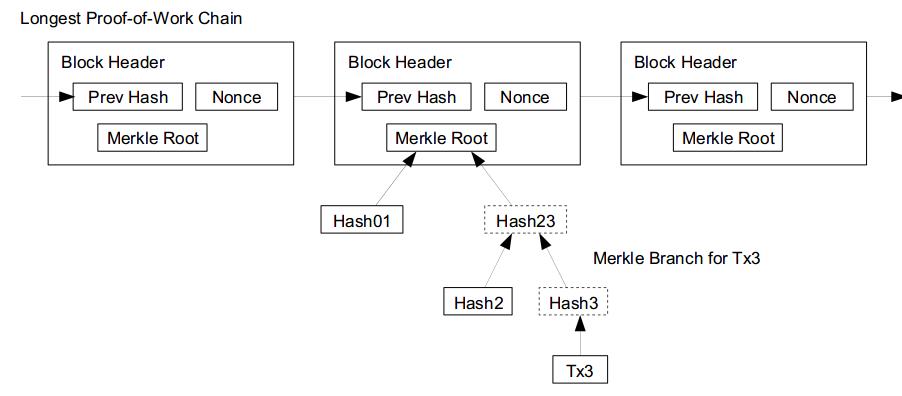 Longest Proof-of-Work Chain
Block Header
Block Header
Block Header
Prev Hash
Nonce
Prev Hash
Nonce
Prev Hash
Nonce
Merkle Root
Merkle Root
Merkle Root
Hash01
Hash23
Merkle Branch for Tx3
Hash2
Hash3
Tx3